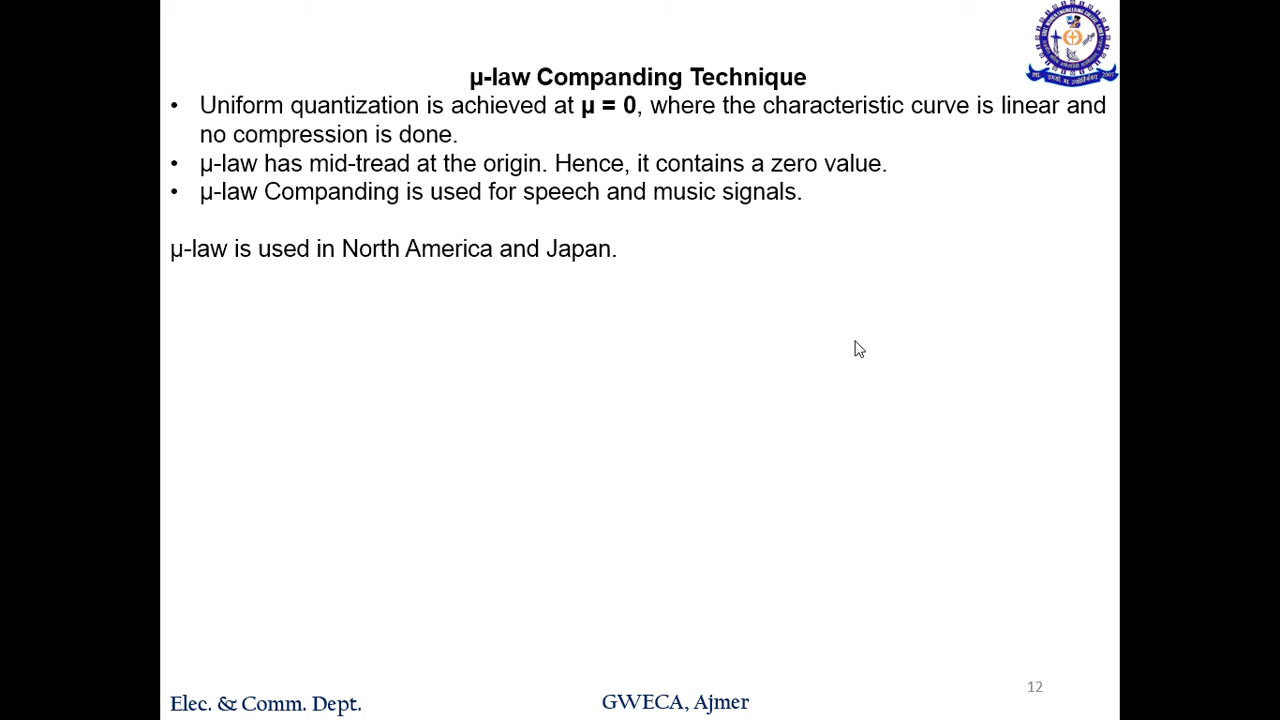 µ-law Companding Technique
• Uniform quantization is achieved at µ = 0, where the characteristic curve is linear and
no compression is done.
• µ-law has mid-tread at the origin. Hence, it contains a zero value.
• µ-law Companding is used for speech and music signals.
µ-law is used in North America and Japan.
12
Elec. & Comm. Dept.
GWECA, Ajmer